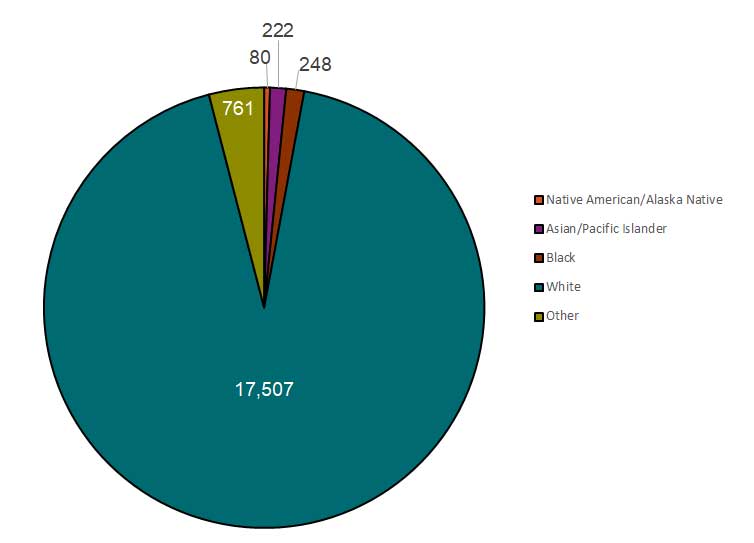 222
80
248
761
17,507
Native American/Alaska Native
Asian/Pacific Islander
Black
White
Other